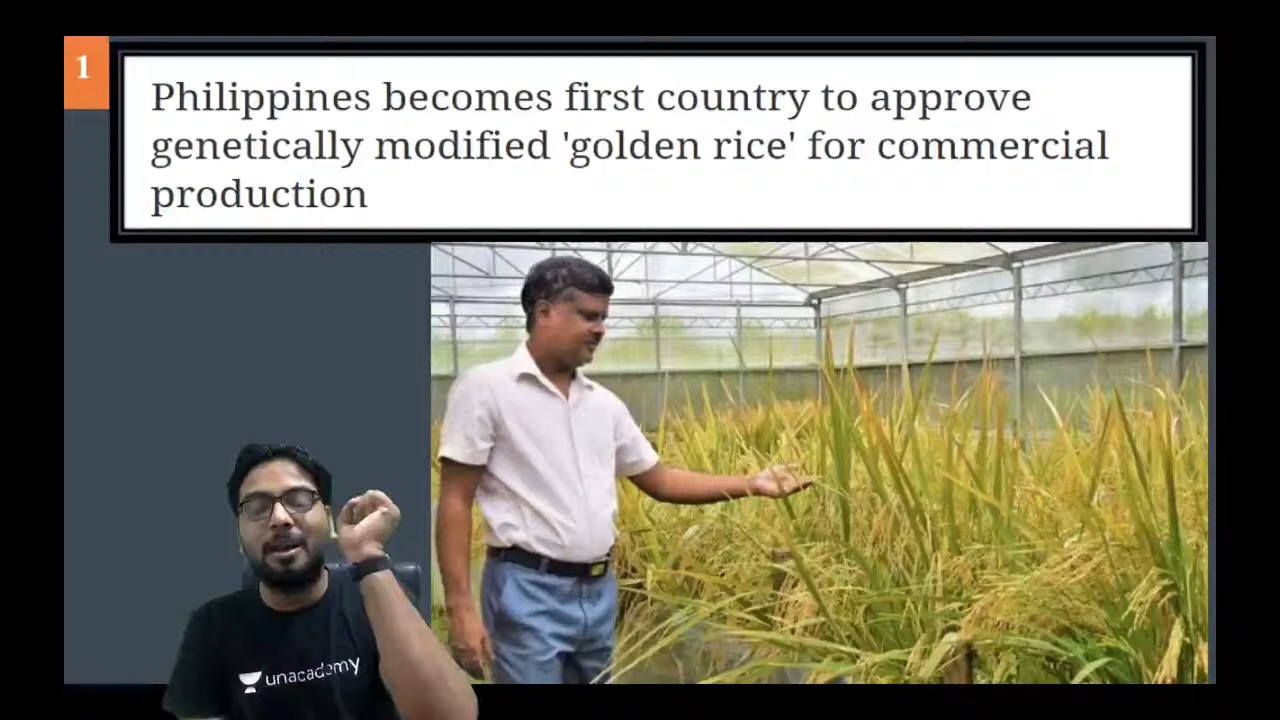 1
Philippines becomes first country to approve
genetically modified 'golden rice' for commercial
production
unacademy